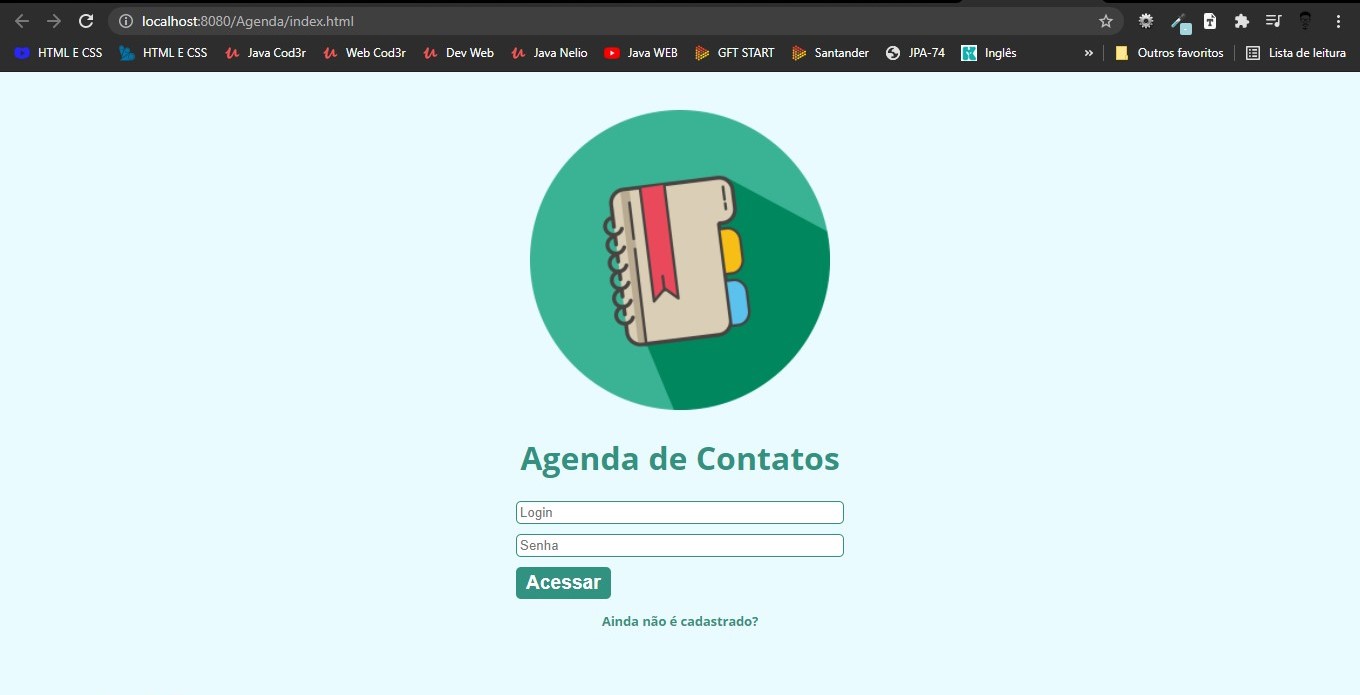 localhost:8080/Agenda/index.html
HTML E CSS HTML E CSS Java Cod3r Web Cod3r Dev Web Java Nelio Java WEB GFT START Santander JPA-74 Inglês » Outros favoritos Lista de leitura
Agenda de Contatos
Login
Senha
Acessar
Ainda não é cadastrado?